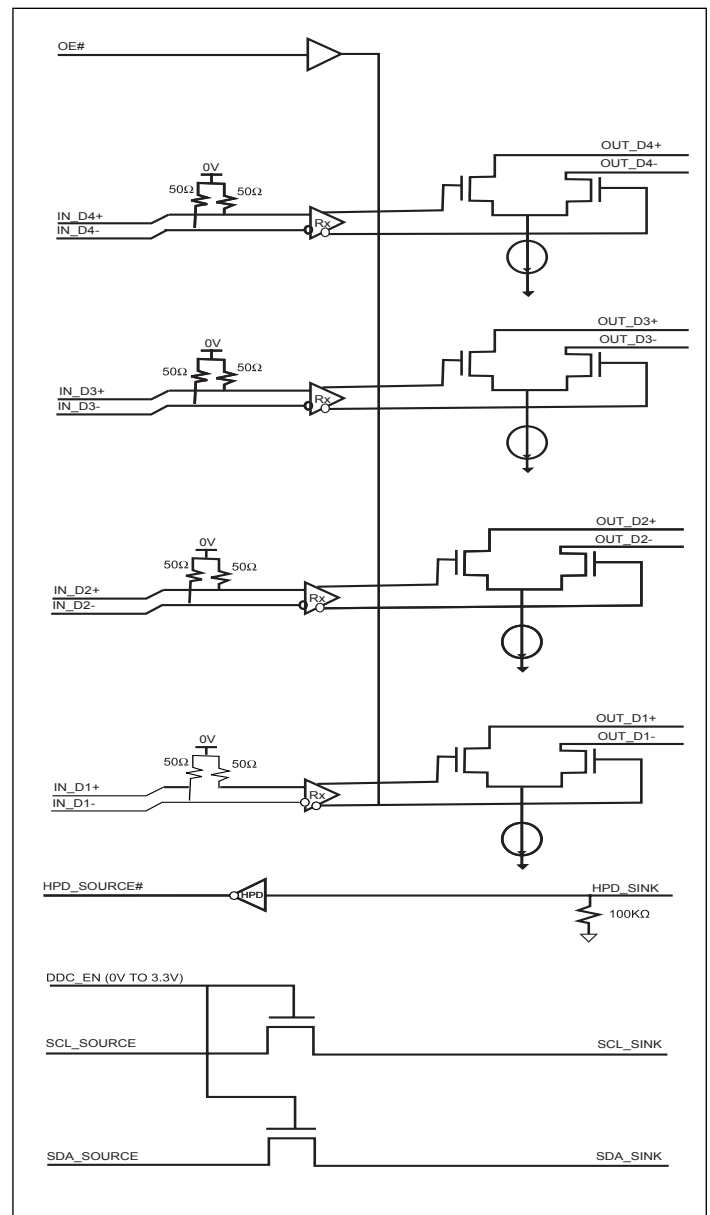 OE#
OUT_D4+
0V
OUT_D4-
50Ω
50Ω
IN_D4+
Rx
IN_D4-
OUT_D3+
0V
OUT_D3-
50Ω
50Ω
IN_D3+
Rx
IN_D3-
OUT_D2+
0V
OUT_D2-
50Ω
50Ω
IN_D2+
Rx
IN_D2-
OUT_D1+
0V
OUT_D1-
50Ω
50Ω
IN_D1+
Rx
IN_D1-
HPD_SOURCE#
HPD
HPD_SINK
100KΩ
DDC_EN (0V TO 3.3V)
SCL_SOURCE
SCL_SINK
SDA_SOURCE
SDA_SINK